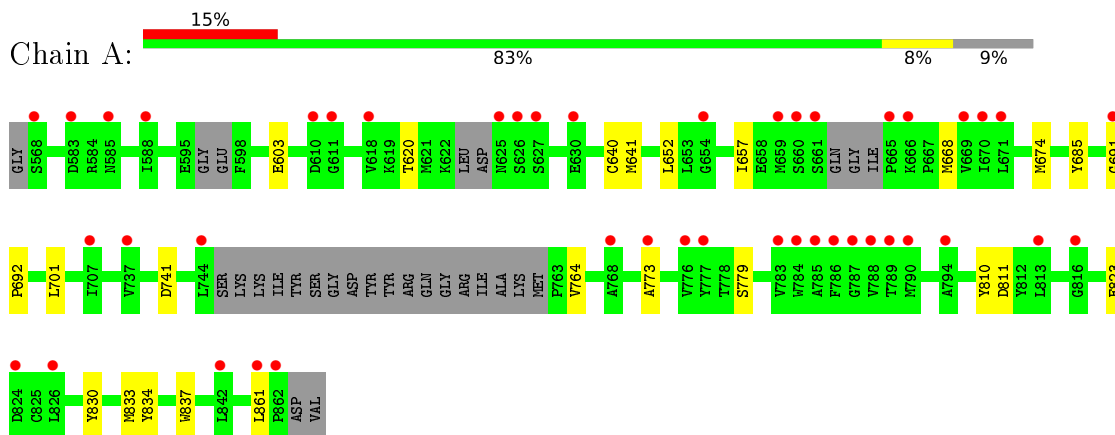 15%
Chain A:
83% 8% 9%
GLY S568 D583 R584 N585 I588 E595 GLY GLU F598 E603 D610 G611 V618 K619 T620 M621 K622 LEU ASP N625 S626 S627 E630 C640 M641 L652 L653 G654 I657 E658 M659 S660 S661 GLN GLY ILE P665 K666 P667 M668 V669 I670 L671 M674 Y685 G691
P692 L701 I707 V737 D741 L744 SER LYS LYS ILE TYR SER GLY ASP TYR TYR ARG GLN GLY ARG ILE ALA LYS MET P763 V764 A768 A773 V776 Y777 T778 S779 V783 W784 A785 F786 G787 V788 T789 M790 A794 Y810 D811 Y812 L813 G816
D824 C825 L826 Y830 M833 Y834 W837 L842 L861 P862 ASP VAL